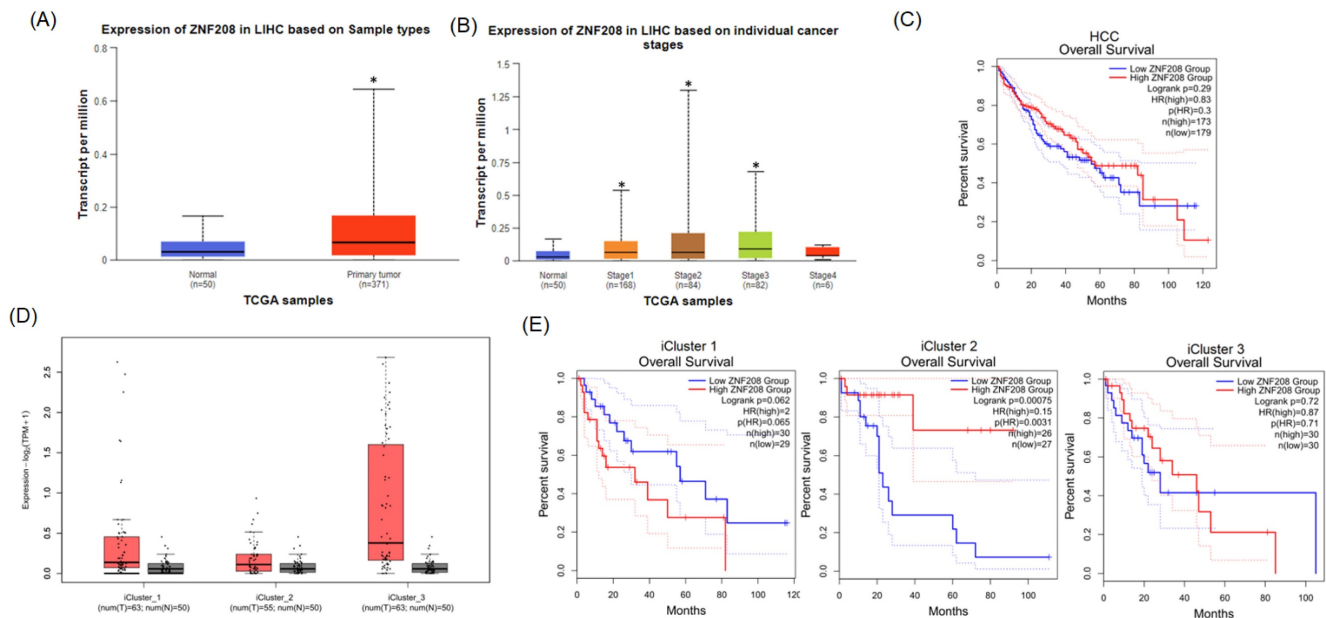 (A)
Expression of ZNF208 in LIHC based on Sample types
Transcript per million
0.8
0.6
0.4
0.2
0
Normal
(n=50)
Primary tumor
(n=371)
*
TCGA samples
(B)
Expression of ZNF208 in LIHC based on individual cancer
stages
Transcript per million
1.5
1.25
1
0.75
0.5
0.25
0
*
*
*
Normal
(n=50)
Stage1
(n=168)
Stage2
(n=84)
Stage3
(n=82)
Stage4
(n=6)
TCGA samples
(C)
HCC
Overall Survival
Low ZNF208 Group
High ZNF208 Group
Logrank p=0.29
HR(high)=0.83
p(HR)=0.3
n(high)=173
n(low)=179
Percent survival
1.0
0.8
0.6
0.4
0.2
0.0
0 20 40 60 80 100 120
Months
(D)
Expression – log2(TPM+1)
2.5
2.0
1.5
1.0
0.5
0.0
iCluster_1
(num(T)=63; num(N)=50)
iCluster_2
(num(T)=55; num(N)=50)
iCluster_3
(num(T)=63; num(N)=50)
(E)
iCluster 1
Overall Survival
Low ZNF208 Group
High ZNF208 Group
Logrank p=0.062
HR(high)=2
p(HR)=0.065
n(high)=30
n(low)=29
Percent survival
1.0
0.8
0.6
0.4
0.2
0.0
0 20 40 60 80 100 120
Months
iCluster 2
Overall Survival
Low ZNF208 Group
High ZNF208 Group
Logrank p=0.00075
HR(high)=0.15
p(HR)=0.0031
n(high)=26
n(low)=27
Percent survival
1.0
0.8
0.6
0.4
0.2
0.0
0 20 40 60 80 100
Months
iCluster 3
Overall Survival
Low ZNF208 Group
High ZNF208 Group
Logrank p=0.72
HR(high)=0.87
p(HR)=0.71
n(high)=30
n(low)=30
Percent survival
1.0
0.8
0.6
0.4
0.2
0.0
0 20 40 60 80 100
Months